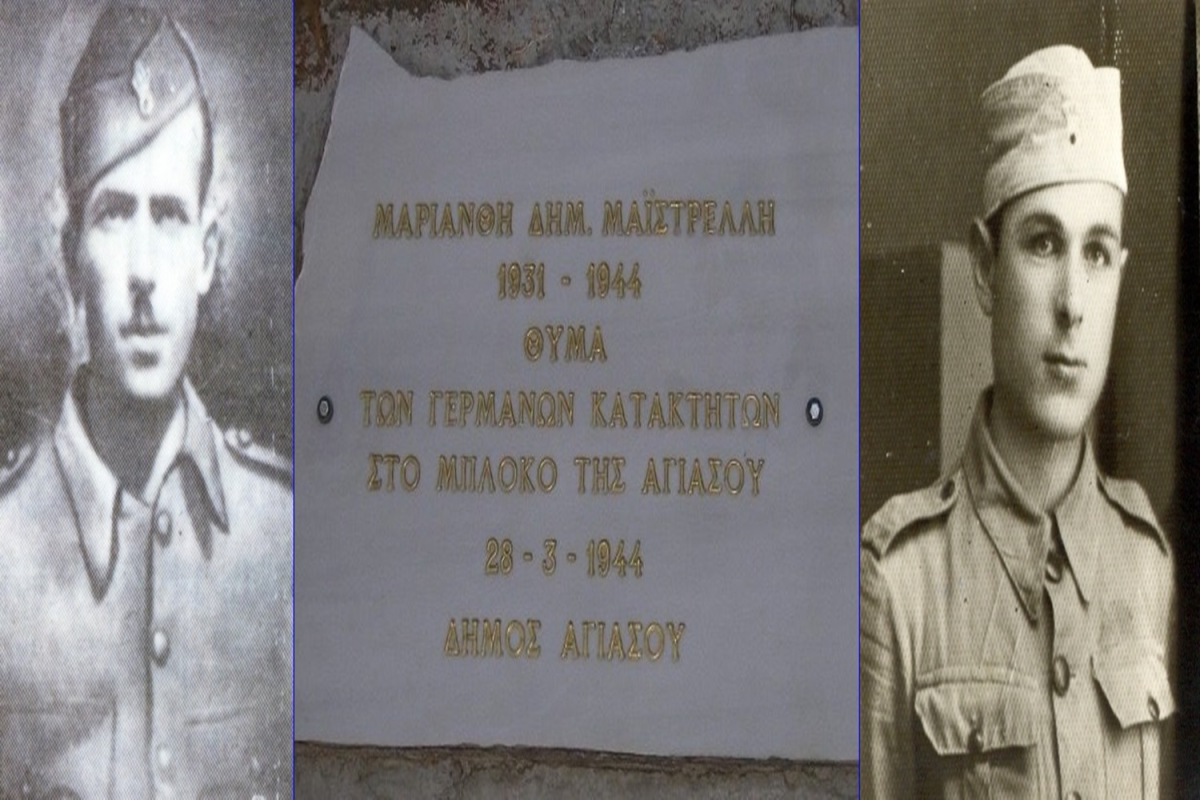 ΜΑΡΙΑΝΘΗ ΔΗΜ. ΜΑΪΣΤΡΕΛΛΗ
1931 - 1944
ΘΥΜΑ
ΤΩΝ ΓΕΡΜΑΝΩΝ ΚΑΤΑΚΤΗΤΩΝ
ΣΤΟ ΜΠΛΟΚΟ ΤΗΣ ΑΓΙΑΣΟΥ
28 - 3 - 1944
ΔΗΜΟΣ ΑΓΙΑΣΟΥ